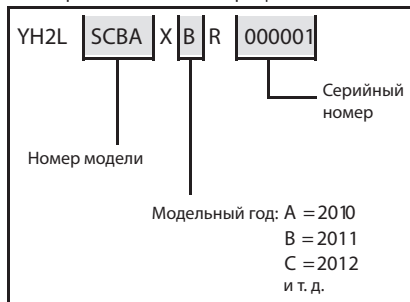 YH2L SCBA X B R 000001
Серийный
номер
Номер модели
Модельный год: A = 2010
B = 2011
C = 2012
и т. д.